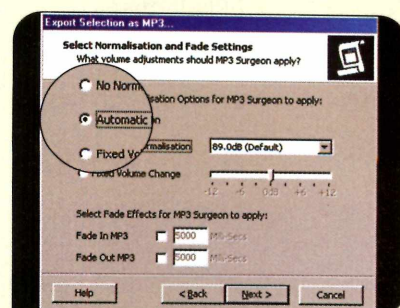 Export Selection as MP3...
Select Normalisation and Fade Settings
What volume adjustments should MP3 Surgeon apply?
No Norm
isation Options for MP3 Surgeon to apply:
Automatic
on
Normalisation
89.0dB (Default)
Fixed Vo
Fixed Volume Change
-12 -6 0dB +6 +12
Select Fade Effects for MP3 Surgeon to apply:
Fade In MP3 5000 Milli-Secs
Fade Out MP3 5000 Milli-Secs
Help < Back Next > Cancel